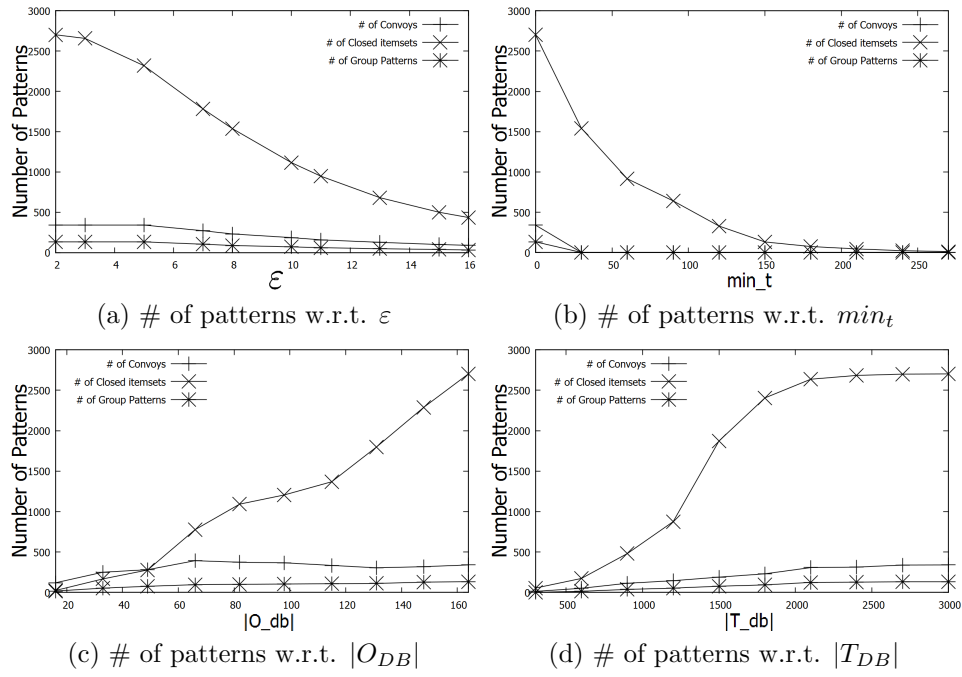 3000
2500
2000
1500
1000
500
0
Number of Patterns
# of Convoys
# of Closed itemsets
# of Group Patterns
2 4 6 8 10 12 14 16
ε
(a) # of patterns w.r.t. ε
3000
2500
2000
1500
1000
500
0
Number of Patterns
# of Convoys
# of Closed itemsets
# of Group Patterns
0 50 100 150 200 250
min_t
(b) # of patterns w.r.t. min_t
3000
2500
2000
1500
1000
500
0
Number of Patterns
# of Convoys
# of Closed itemsets
# of Group Patterns
20 40 60 80 100 120 140 160
|O_db|
(c) # of patterns w.r.t. |O_DB|
3000
2500
2000
1500
1000
500
0
Number of Patterns
# of Convoys
# of Closed itemsets
# of Group Patterns
500 1000 1500 2000 2500 3000
|T_db|
(d) # of patterns w.r.t. |T_DB|